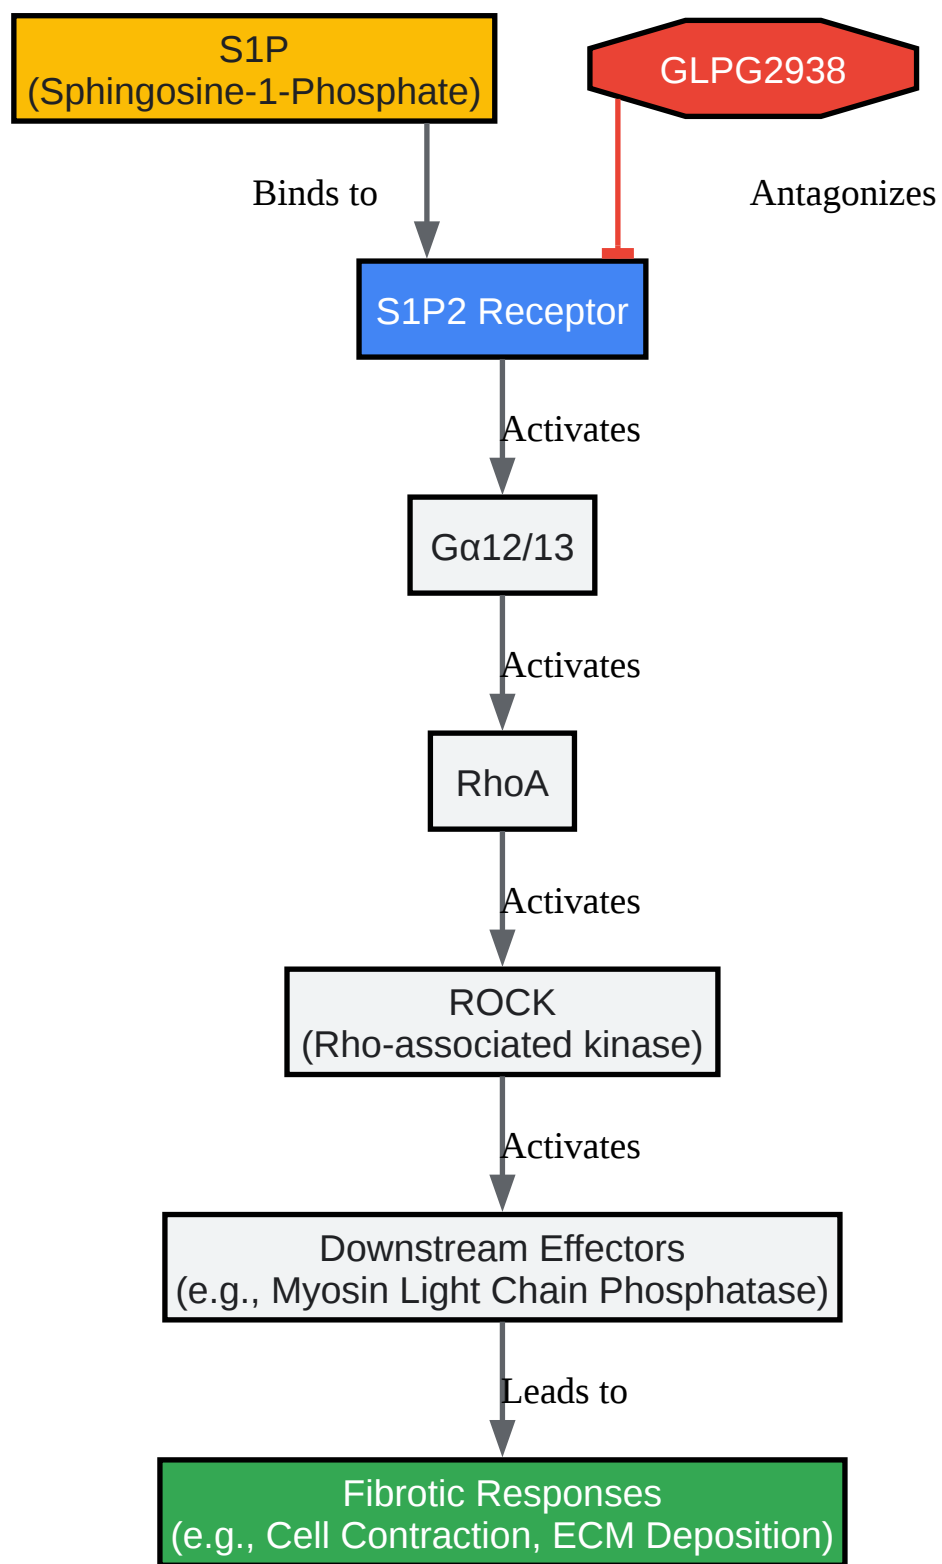 S1P
(Sphingosine-1-Phosphate)
GLPG2938
Binds to
Antagonizes
S1P2 Receptor
Activates
Gα12/13
Activates
RhoA
Activates
ROCK
(Rho-associated kinase)
Activates
Downstream Effectors
(e.g., Myosin Light Chain Phosphatase)
Leads to
Fibrotic Responses
(e.g., Cell Contraction, ECM Deposition)